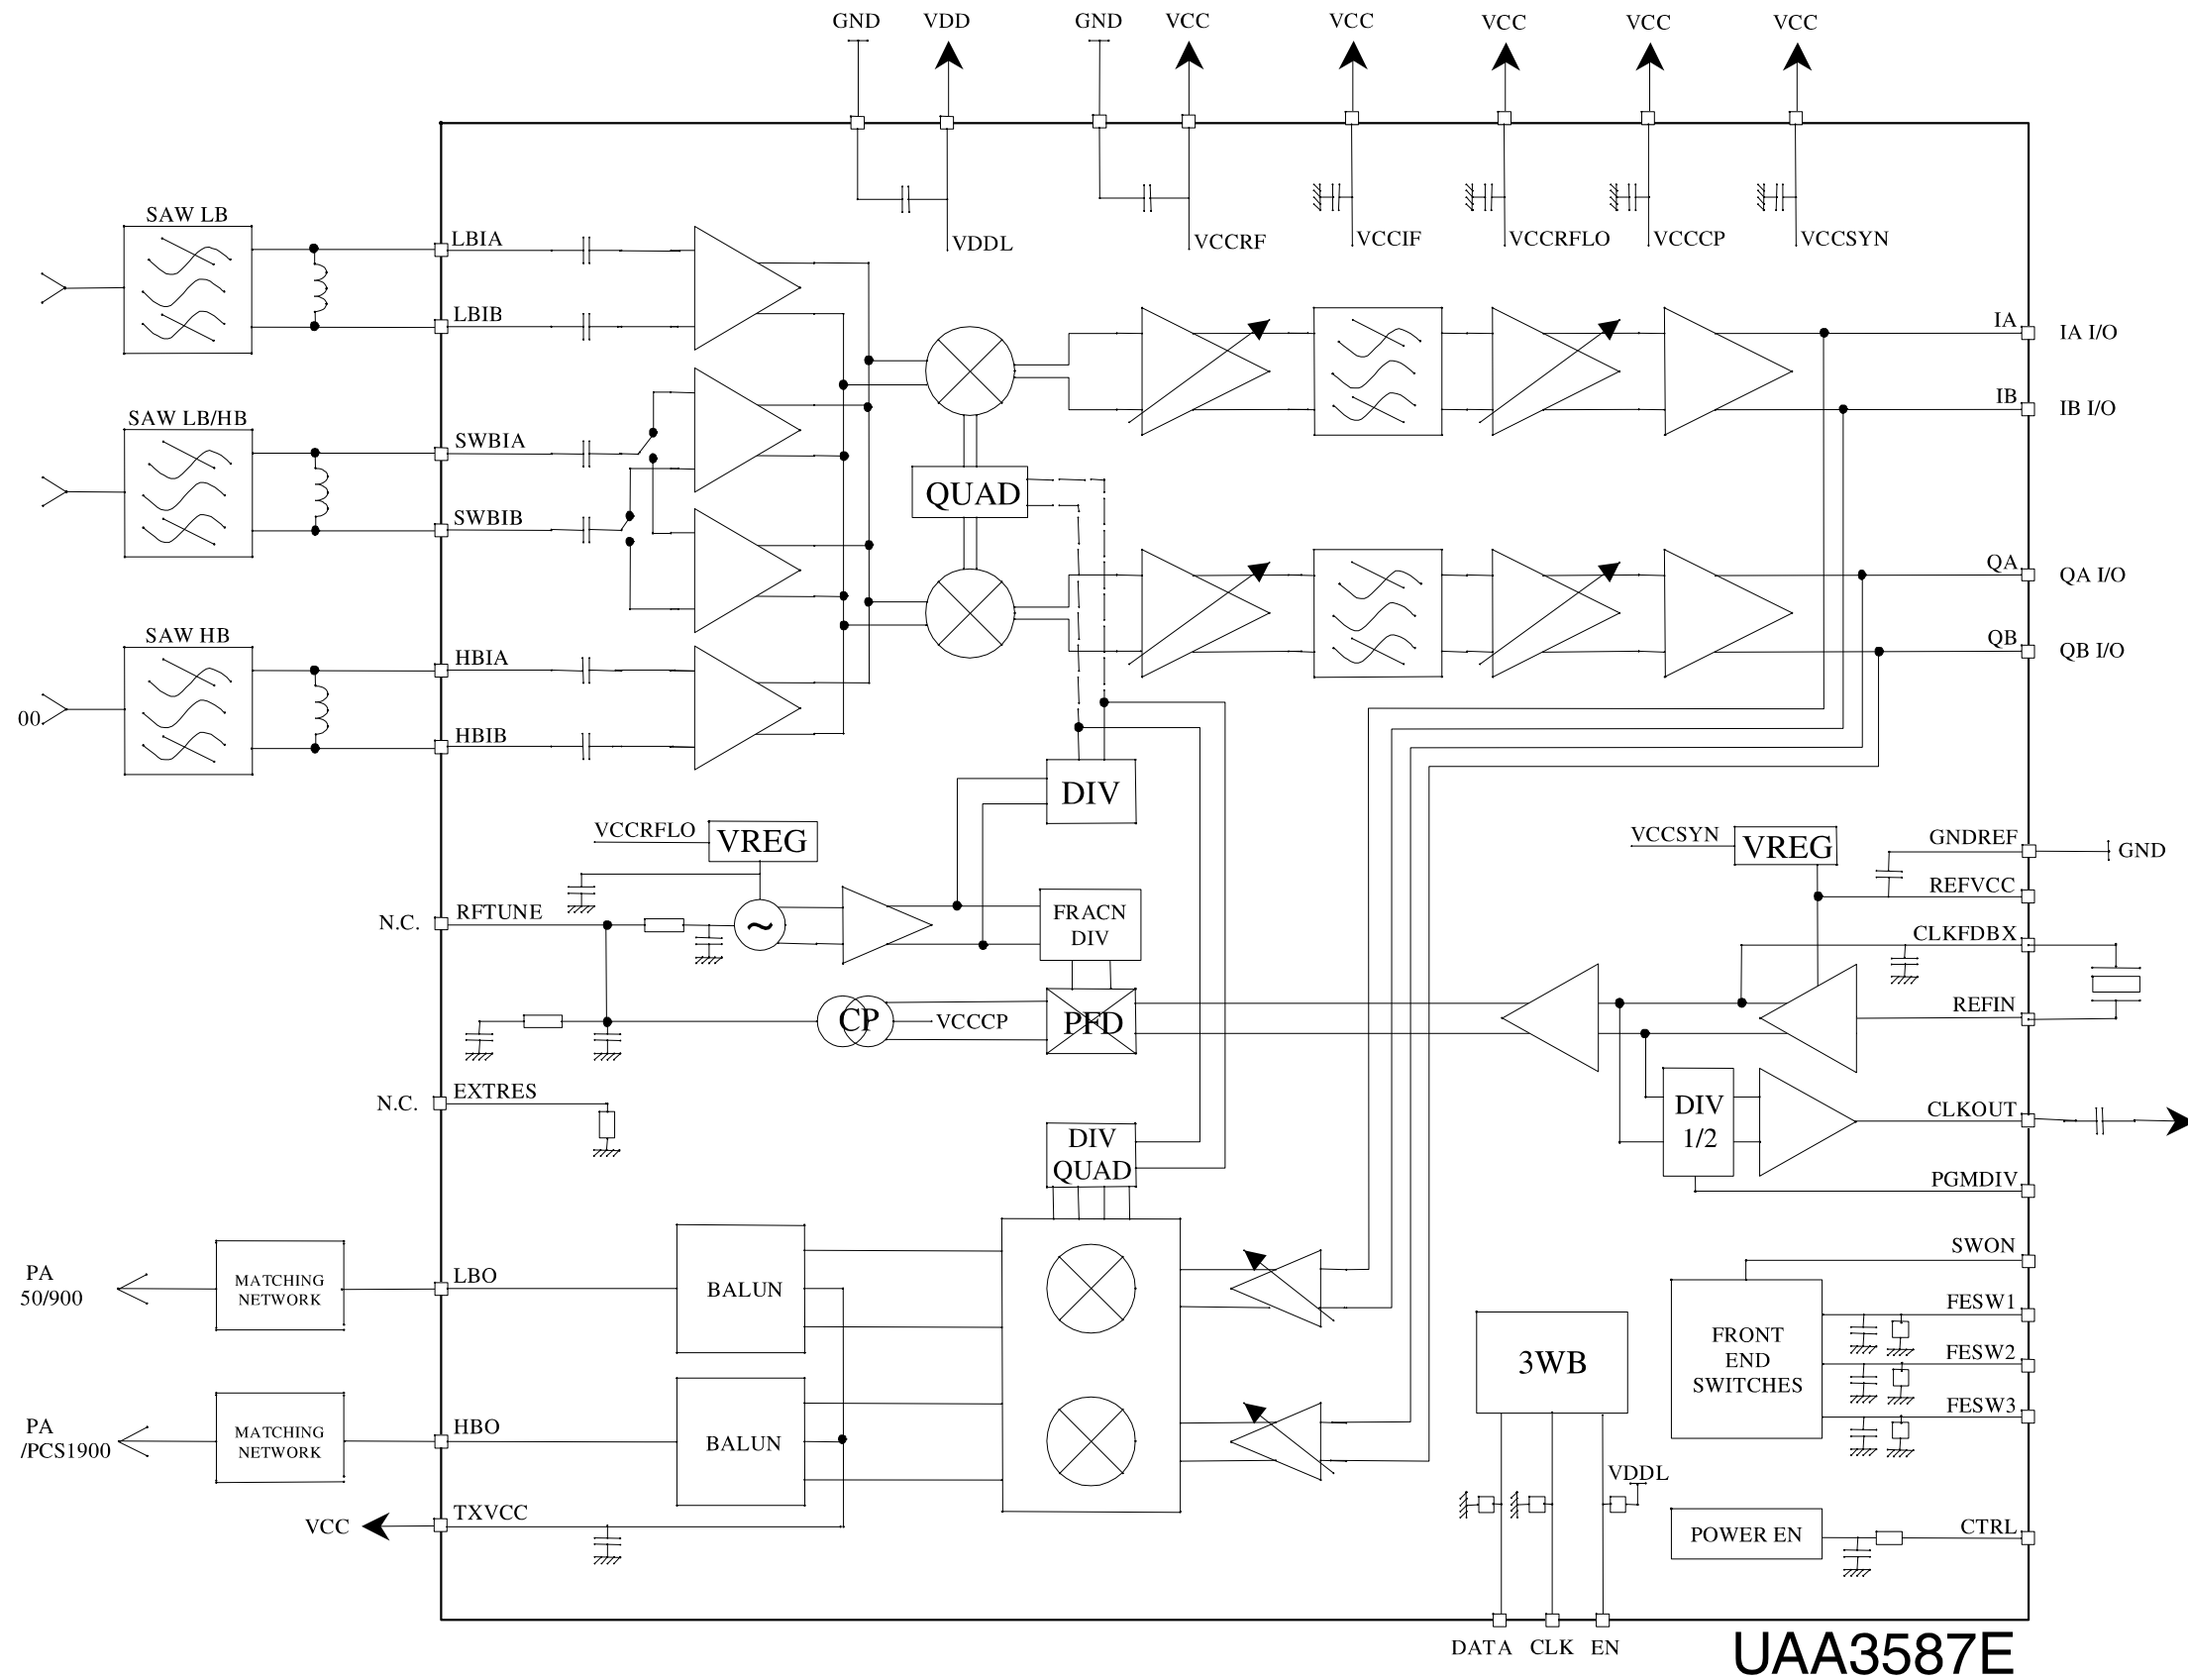 GND VDD GND VCC VCC VCC VCC VCC
SAW LB
LBIA
LBIB
VDDL
VCCRF
VCCIF
VCCRFLO
VCCCP
VCCSYN
IA IA I/O
IB IB I/O
SAW LB/HB
SWBIA
SWBIB
QUAD
QA QA I/O
QB QB I/O
SAW HB
HBIA
HBIB
00
DIV
VCCRFLO VREG
VCCSYN VREG
GNDREF GND
REFVCC
N.C. RFTUNE
~
FRACN
DIV
CLKFDBX
REFIN
CP VCCCP PFD
N.C. EXTRES
DIV
1/2
CLKOUT
DIV
QUAD
PGMDIV
SWON
PA
50/900
MATCHING
NETWORK
LBO
BALUN
FRONT
END
SWITCHES
FESW1
FESW2
FESW3
3WB
PA
/PCS1900
MATCHING
NETWORK
HBO
BALUN
VDDL
VCC TXVCC
POWER EN CTRL
DATA CLK EN
UAA3587E